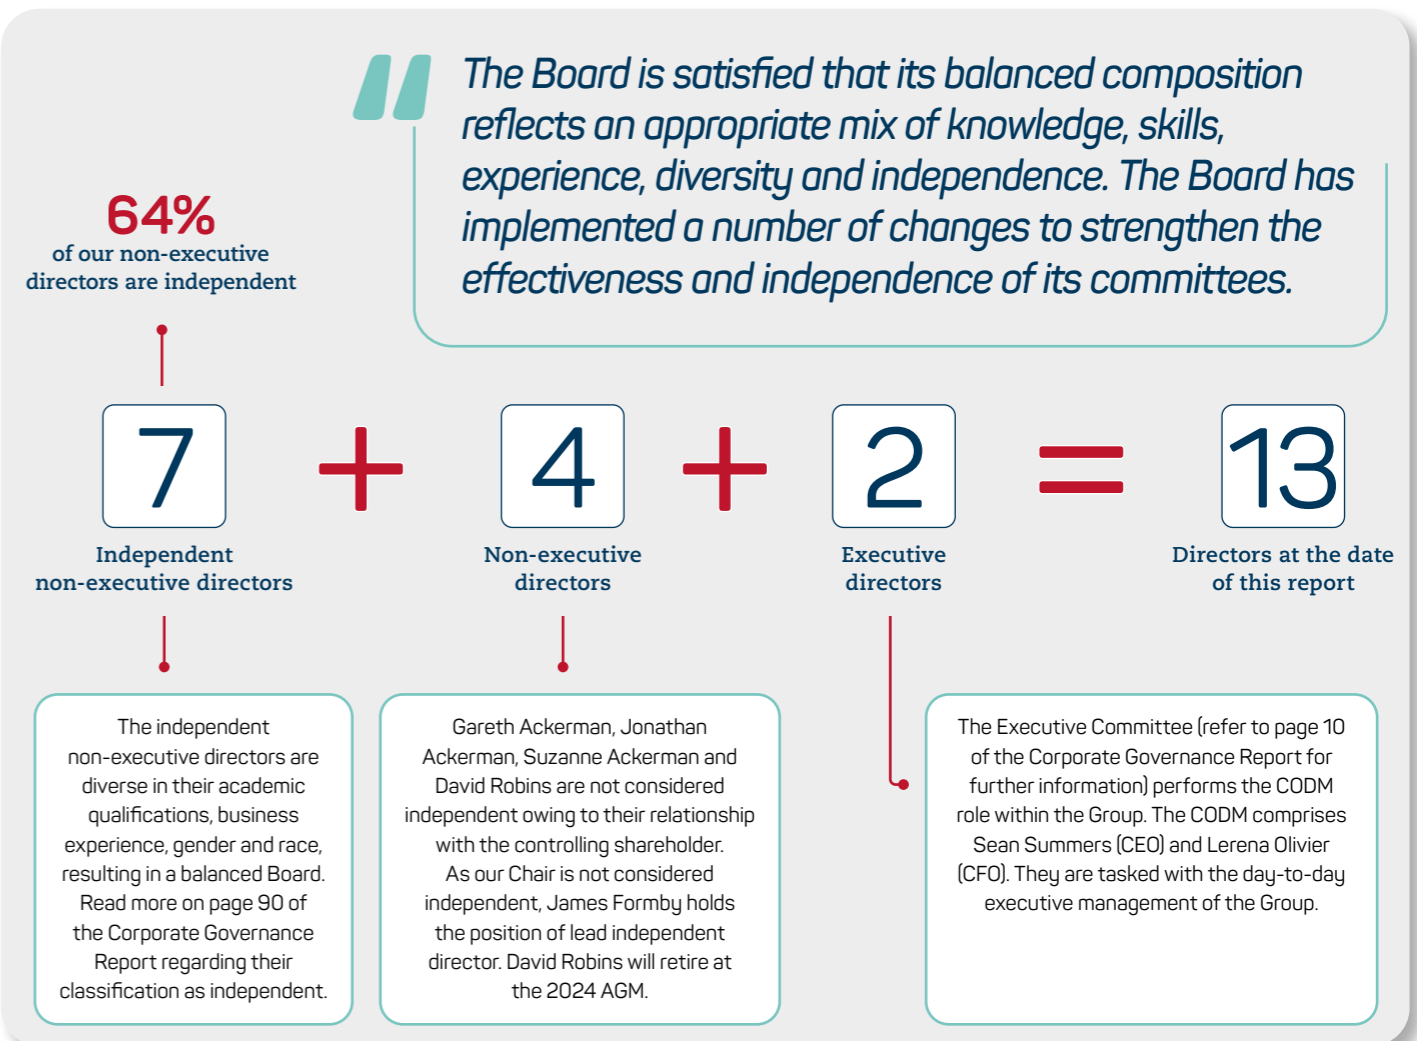 “
The Board is satisfied that its balanced composition
reflects an appropriate mix of knowledge, skills,
experience, diversity and independence. The Board has
implemented a number of changes to strengthen the
effectiveness and independence of its committees.
64%
of our non-executive
directors are independent
7 + 4 + 2 = 13
Independent
non-executive directors
Non-executive
directors
Executive
directors
Directors at the date
of this report
The independent
non-executive directors are
diverse in their academic
qualifications, business
experience, gender and race,
resulting in a balanced Board.
Read more on page 90 of
the Corporate Governance
Report regarding their
classification as independent.
Gareth Ackerman, Jonathan
Ackerman, Suzanne Ackerman and
David Robins are not considered
independent owing to their relationship
with the controlling shareholder.
As our Chair is not considered
independent, James Formby holds
the position of lead independent
director. David Robins will retire at
the 2024 AGM.
The Executive Committee (refer to page 10
of the Corporate Governance Report for
further information) performs the CODM
role within the Group. The CODM comprises
Sean Summers (CEO) and Lerena Olivier
(CFO). They are tasked with the day-to-day
executive management of the Group.